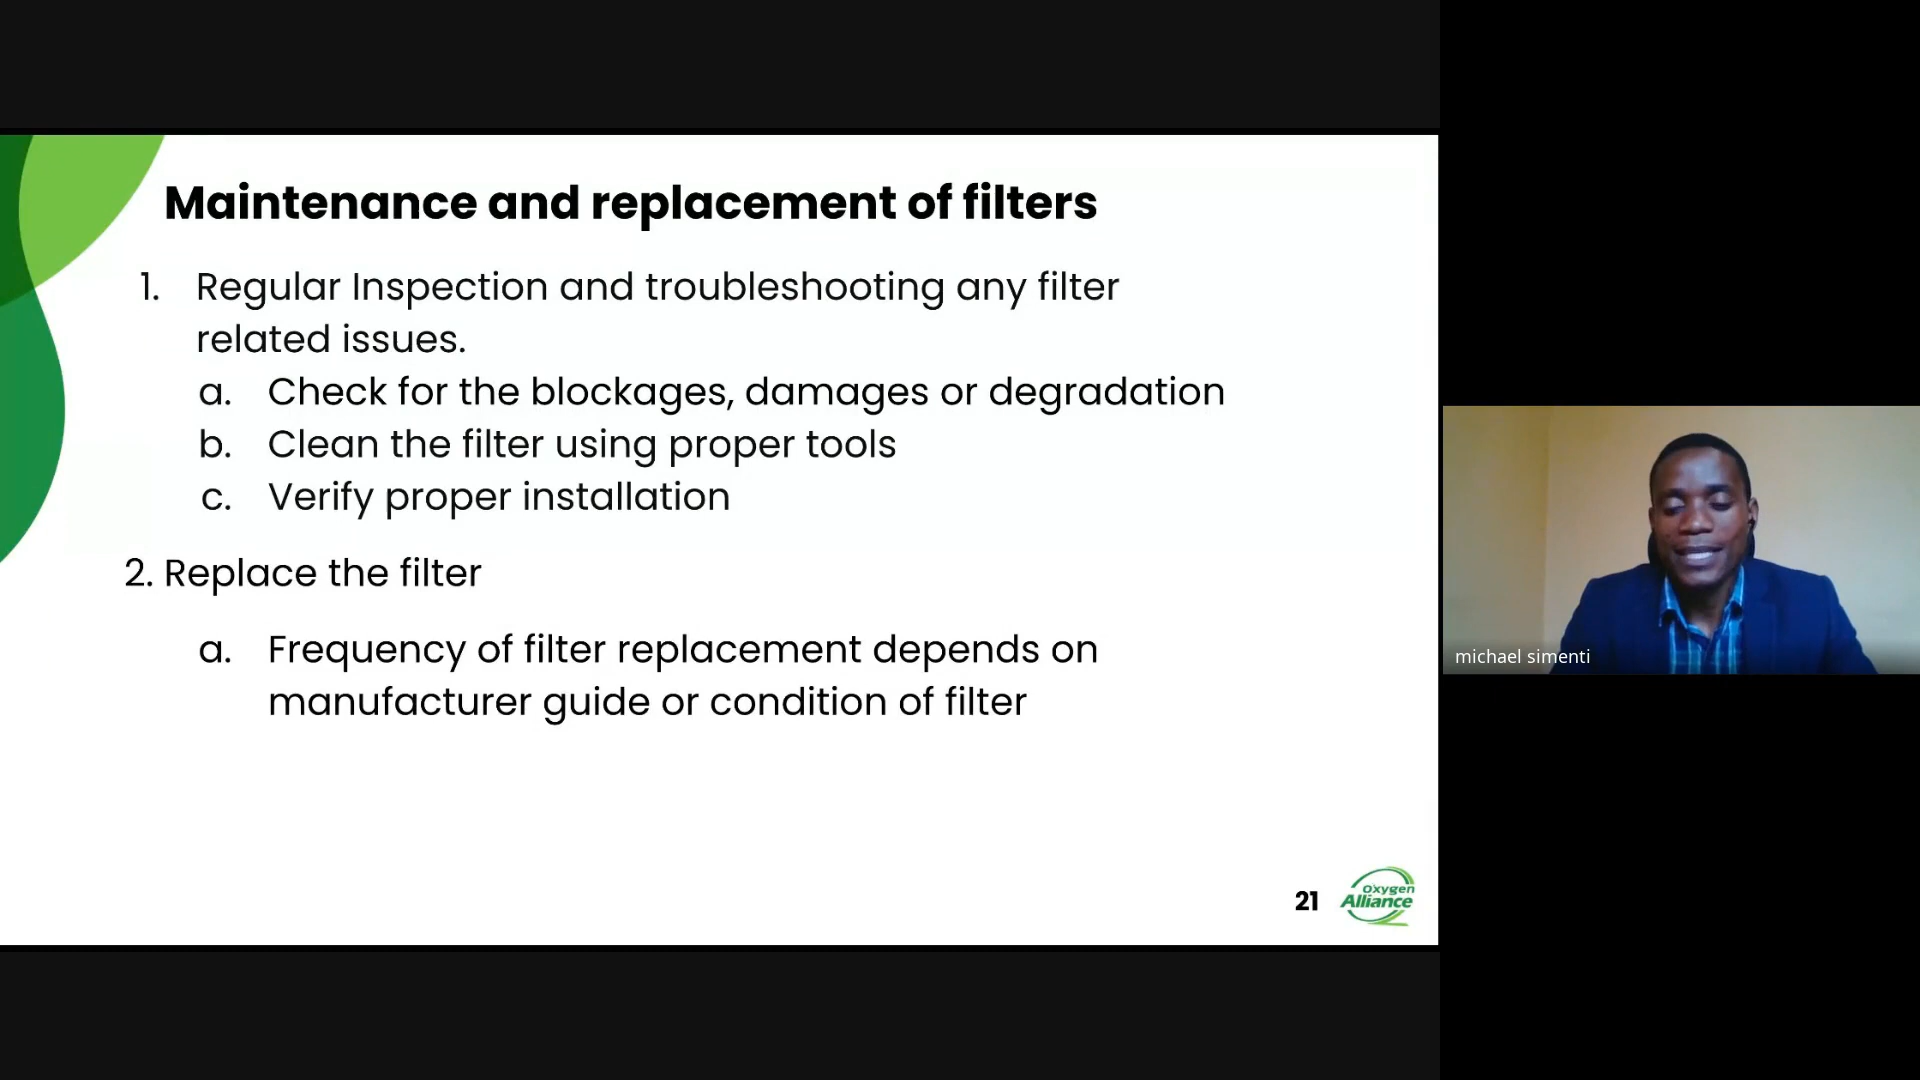 Maintenance and replacement of filters
1. Regular Inspection and troubleshooting any filter
related issues.
a. Check for the blockages, damages or degradation
b. Clean the filter using proper tools
c. Verify proper installation
2. Replace the filter
a. Frequency of filter replacement depends on
manufacturer guide or condition of filter
21
Oxygen
Alliance
michael simenti